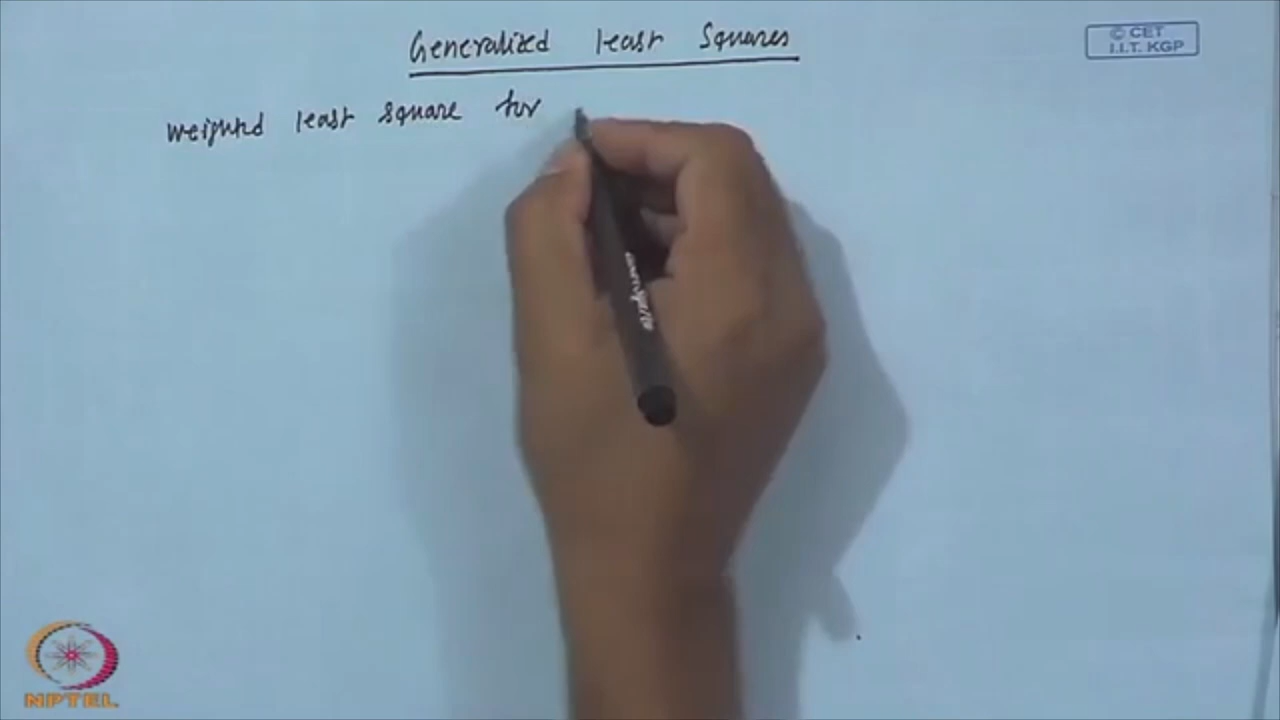 Generalized least Squares
© CET
I.I.T. KGP
weighted least square for
NPTEL